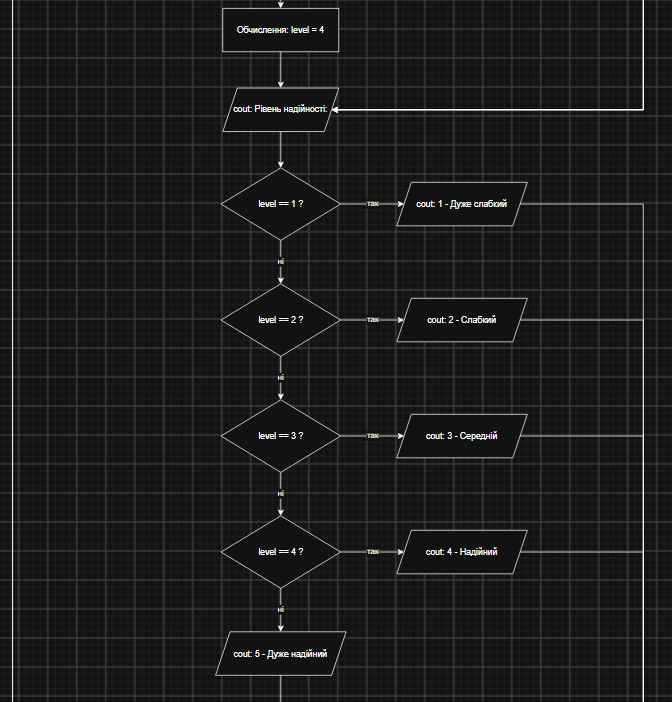 Обчислення: level = 4
cout: Рівень надійності:
level == 1 ?
так
cout: 1 - Дуже слабкий
ні
level == 2 ?
так
cout: 2 - Слабкий
ні
level == 3 ?
так
cout: 3 - Середній
ні
level == 4 ?
так
cout: 4 - Надійний
ні
cout: 5 - Дуже надійний